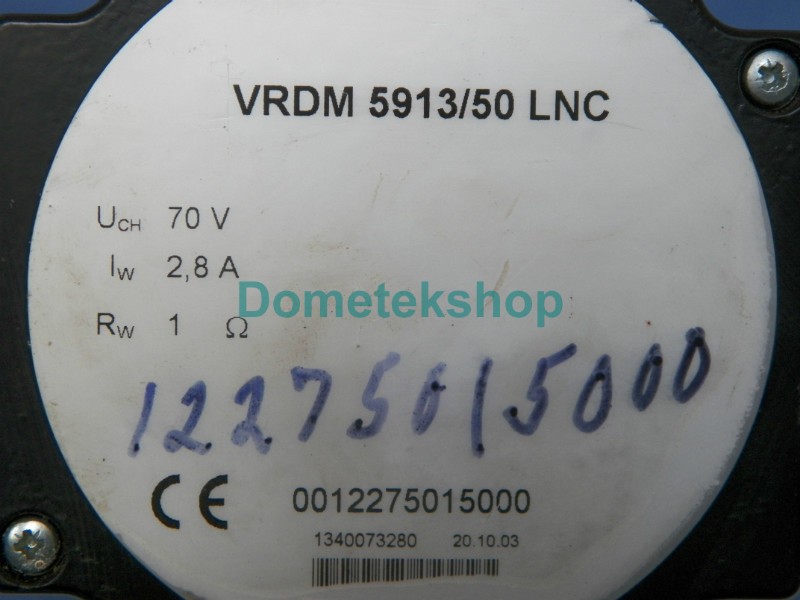 VRDM 5913/50 LNC
UCH 70 V
IW 2,8 A
Dometekshop
RW 1 Ω
12275015000
CE 0012275015000
1340073280 20.10.03